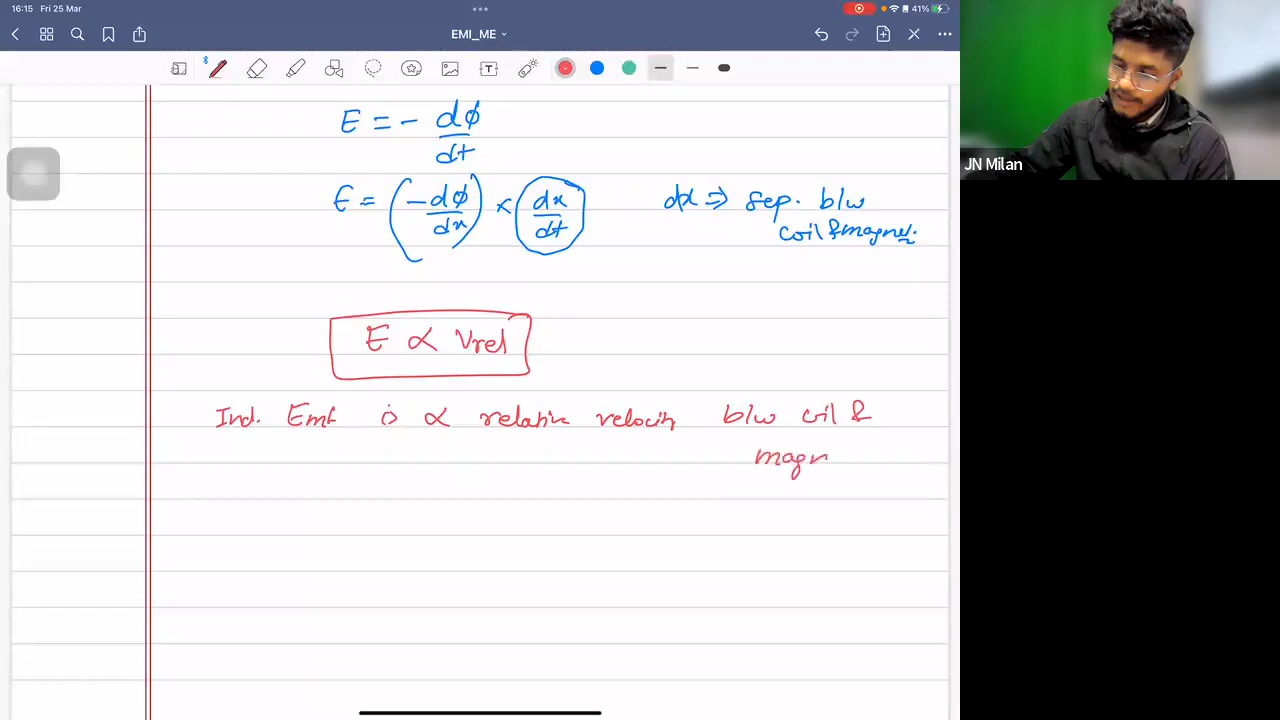 16:15 Fri 25 Mar
41%
EMI_ME
JN Milan
E = - dϕ/dt
E = (-dϕ/dx) × (dx/dt) dx ⇒ sep. b/w
coil & magnet.
E ∝ Vrel
Ind. Emf is ∝ relative velocity b/w coil &
magn